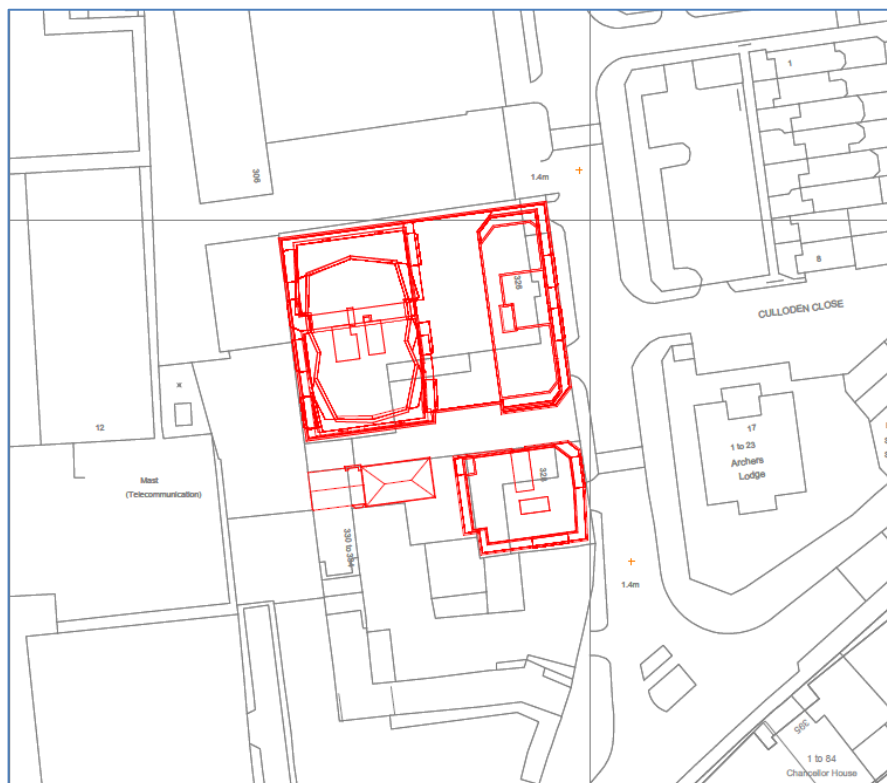 1
306
1.4m
8
326
CULLODEN CLOSE
x
12
17
1 to 23
Archers
Lodge
Mast
(Telecommunication)
328
330 to 334
1.4m
395
1 to 84
Chancellor House